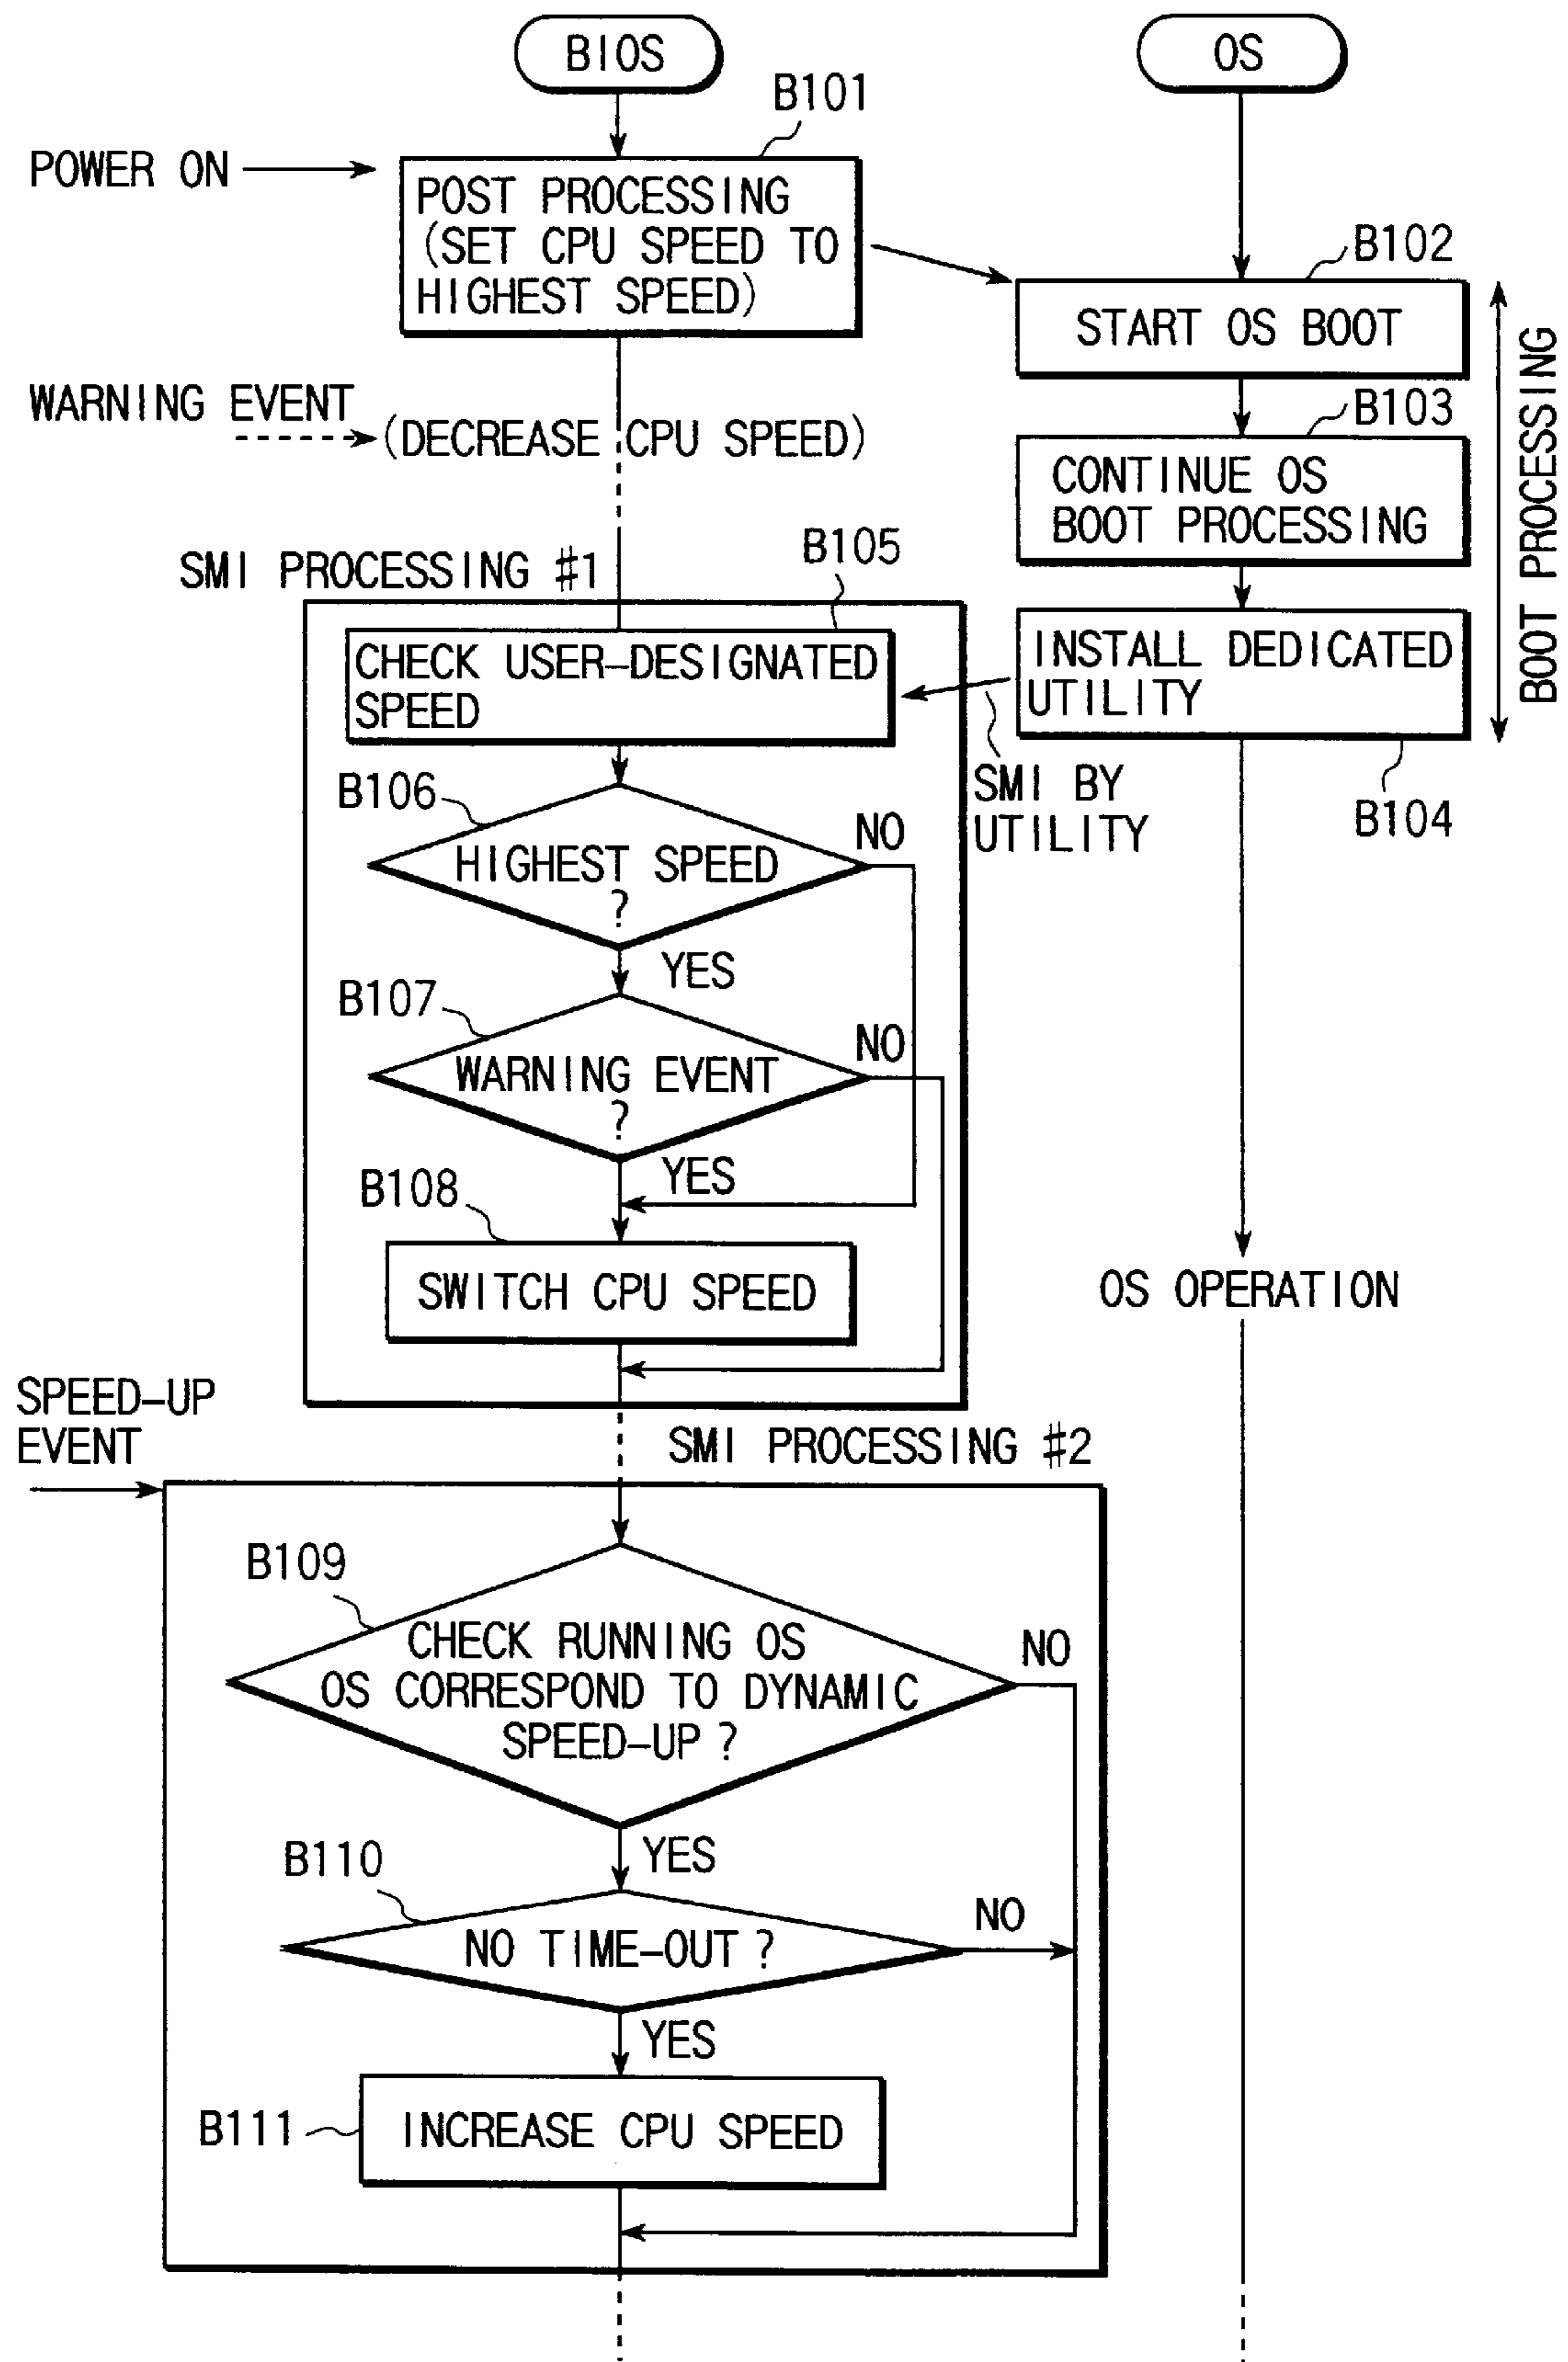 BIOS
OS
B101
POWER ON
POST PROCESSING
(SET CPU SPEED TO
HIGHEST SPEED)
B102
START OS BOOT
WARNING EVENT
(DECREASE CPU SPEED)
B103
CONTINUE OS
BOOT PROCESSING
BOOT PROCESSING
SMI PROCESSING #1
B105
CHECK USER-DESIGNATED
SPEED
INSTALL DEDICATED
UTILITY
SMI BY
UTILITY
B104
B106
HIGHEST SPEED
?
NO
YES
B107
WARNING EVENT
?
NO
YES
B108
SWITCH CPU SPEED
OS OPERATION
SPEED-UP
EVENT
SMI PROCESSING #2
B109
CHECK RUNNING OS
OS CORRESPOND TO DYNAMIC
SPEED-UP ?
NO
YES
B110
NO TIME-OUT ?
NO
YES
B111
INCREASE CPU SPEED